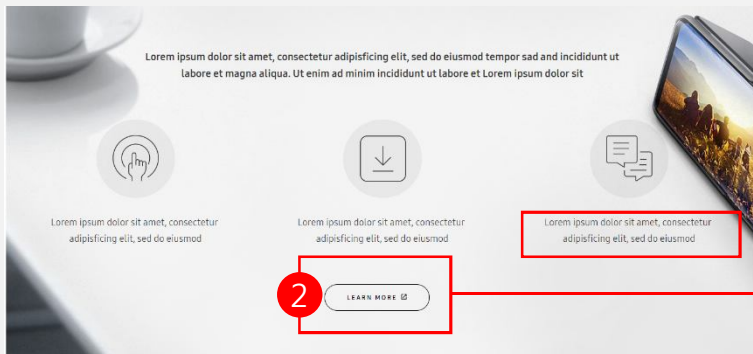 Lorem ipsum dolor sit amet, consectetur adipisficing elit, sed do eiusmod tempor sad and incididunt ut
labore et magna aliqua. Ut enim ad minim incididunt ut labore et Lorem ipsum dolor sit
Lorem ipsum dolor sit amet, consectetur
adipisficing elit, sed do eiusmod
Lorem ipsum dolor sit amet, consectetur
adipisficing elit, sed do eiusmod
Lorem ipsum dolor sit amet, consectetur
adipisficing elit, sed do eiusmod
2
LEARN MORE